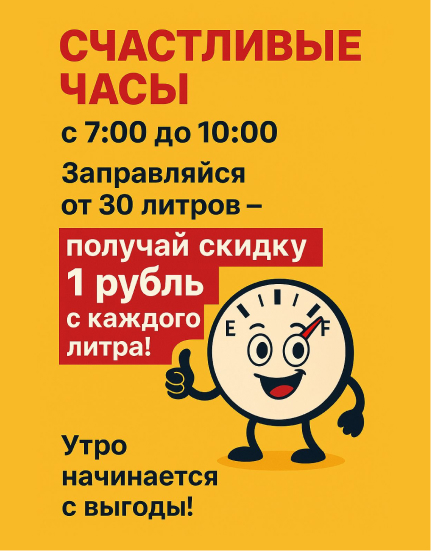 СЧАСТЛИВЫЕ
ЧАСЫ
с 7:00 до 10:00
Заправляйся
от 30 литров –
получай скидку
1 рубль
с каждого
литра!
E F
Утро
начинается
с выгоды!